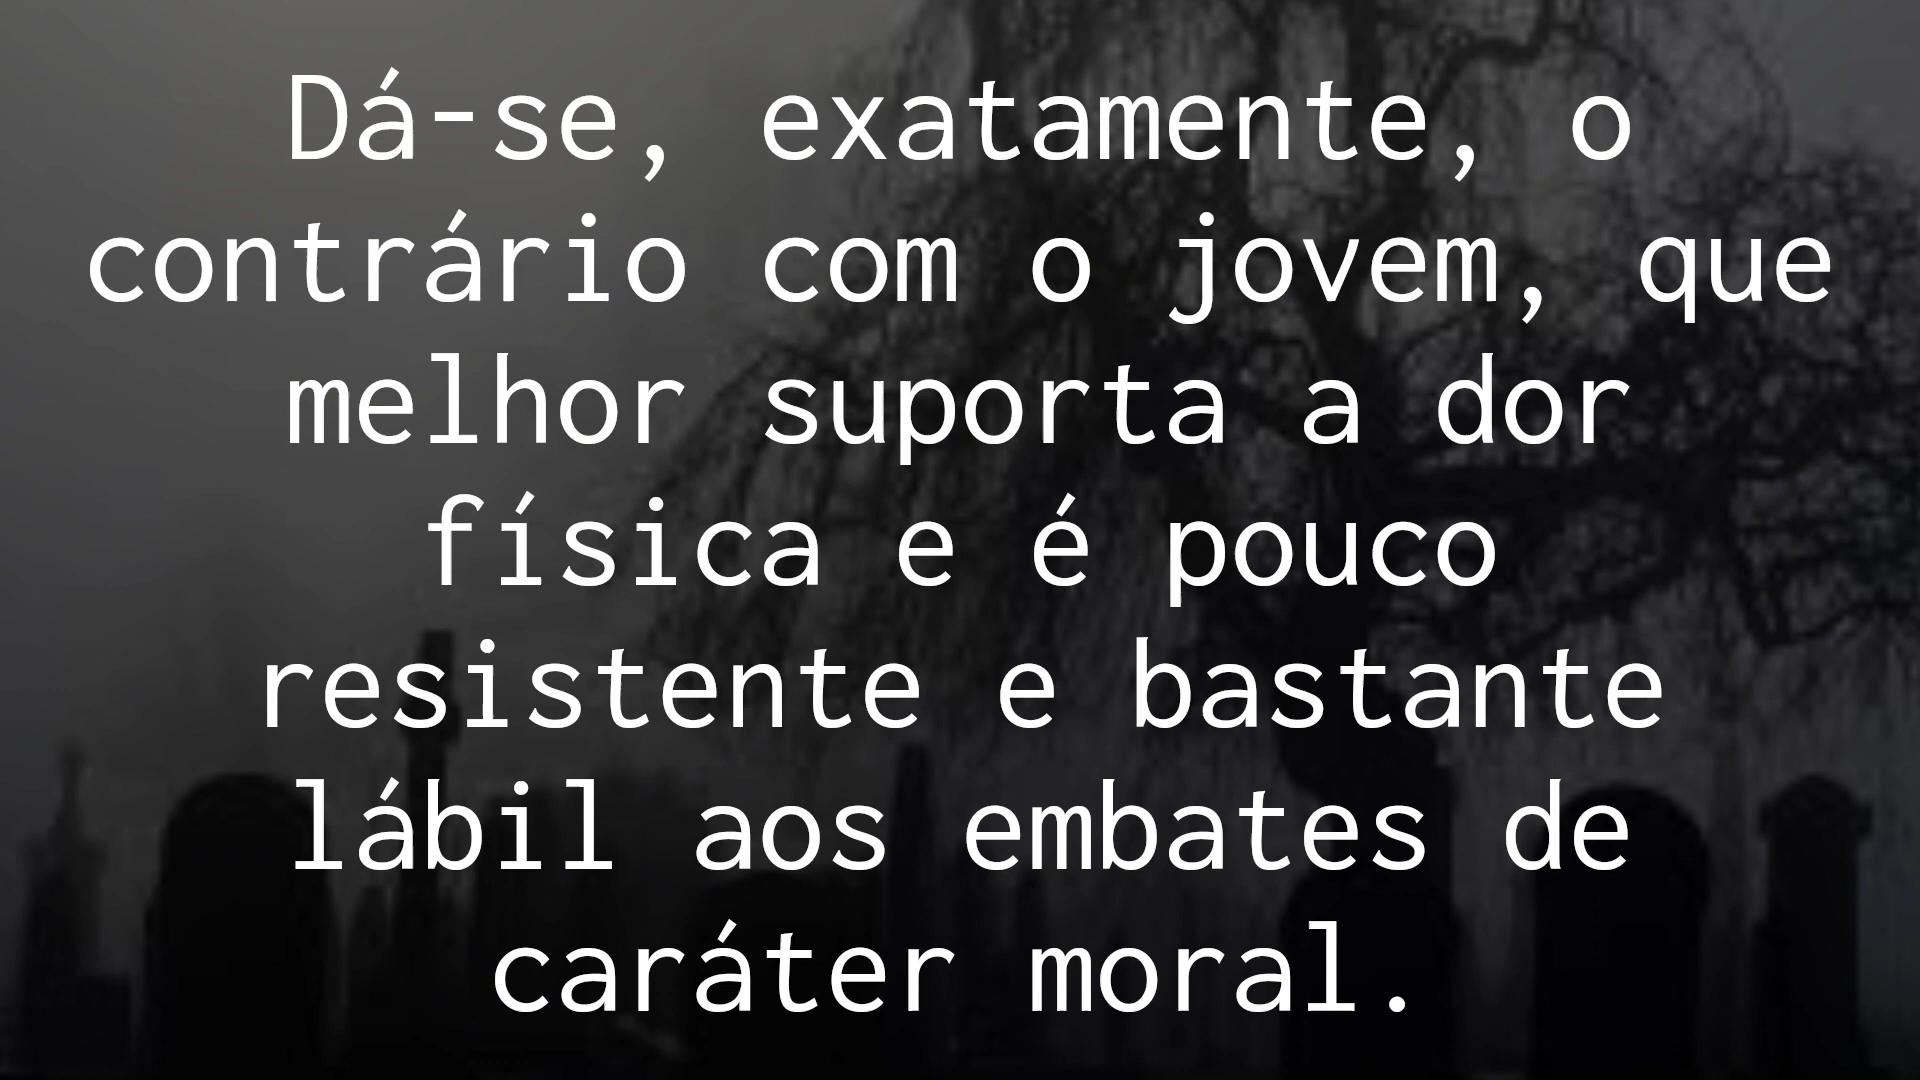 Dá-se, exatamente, o
contrário com o jovem, que
melhor suporta a dor
física e é pouco
resistente e bastante
lábil aos embates de
caráter moral.